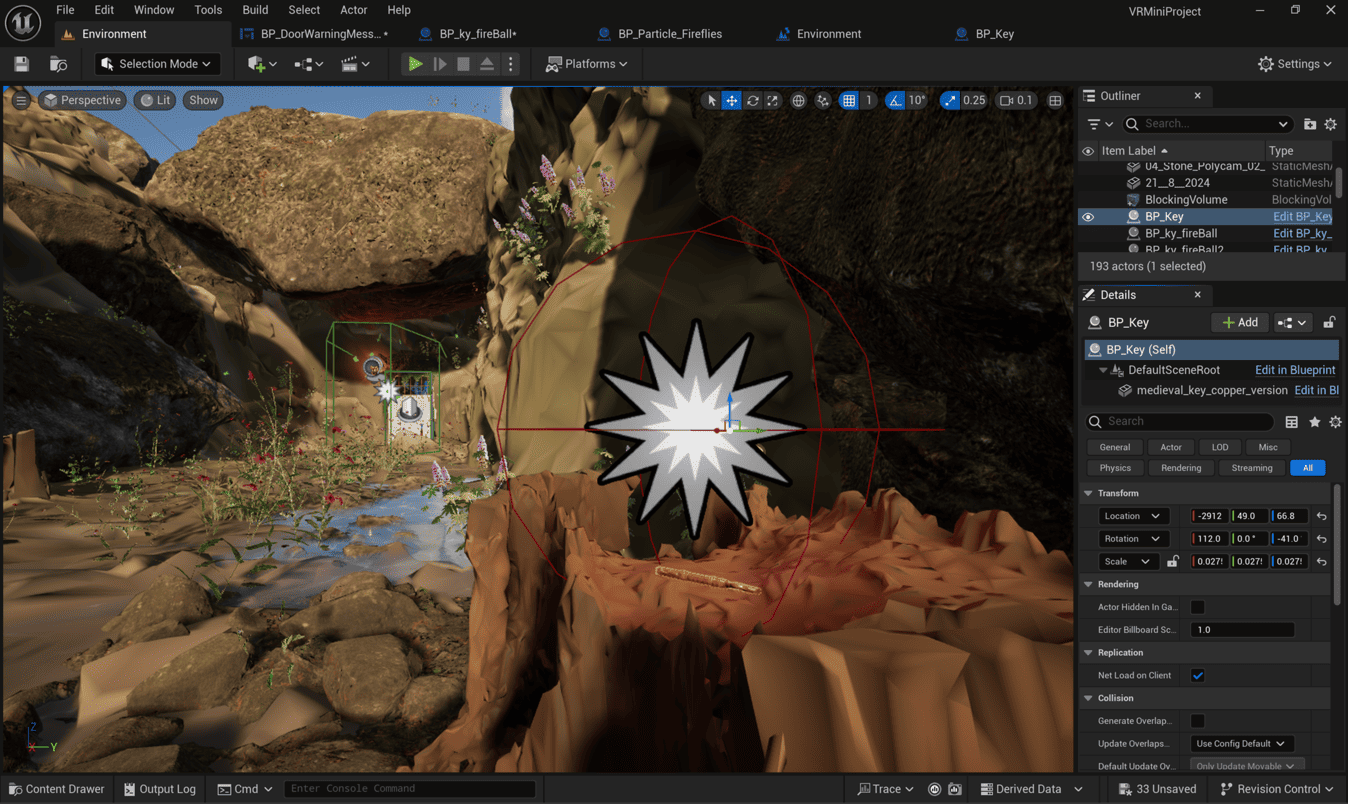 File Edit Window Tools Build Select Actor Help
VRMiniProject
Environment
BP_DoorWarningMess...•
BP_ky_fireBall•
BP_Particle_Fireflies
Environment
BP_Key
Selection Mode
Platforms
Settings
Perspective
Lit
Show
1
10°
0.25
0.1
Outliner
Search...
Item Label
Type
04_Stone_Polycam_02_ StaticMesh
21__8__2024 StaticMesh
BlockingVolume BlockingVol
BP_Key Edit BP_Key
BP_ky_fireBall Edit BP_ky_
BP_ky_fireBall2 Edit BP_ky
193 actors (1 selected)
Details
BP_Key
Add
BP_Key (Self)
DefaultSceneRoot Edit in Blueprint
medieval_key_copper_version Edit in Bl
Search
General Actor LOD Misc
Physics Rendering Streaming All
Transform
Location -2912 49.0 66.8
Rotation 112.0 0.0 ° -41.0
Scale 0.027! 0.027! 0.027!
Rendering
Actor Hidden In Ga...
Editor Billboard Sc... 1.0
Replication
Net Load on Client
Collision
Generate Overlap...
Update Overlaps... Use Config Default
Default Update Ov... Only Update Movable
Z
X
Y
Content Drawer
Output Log
Cmd
Enter Console Command
Trace
Derived Data
33 Unsaved
Revision Control